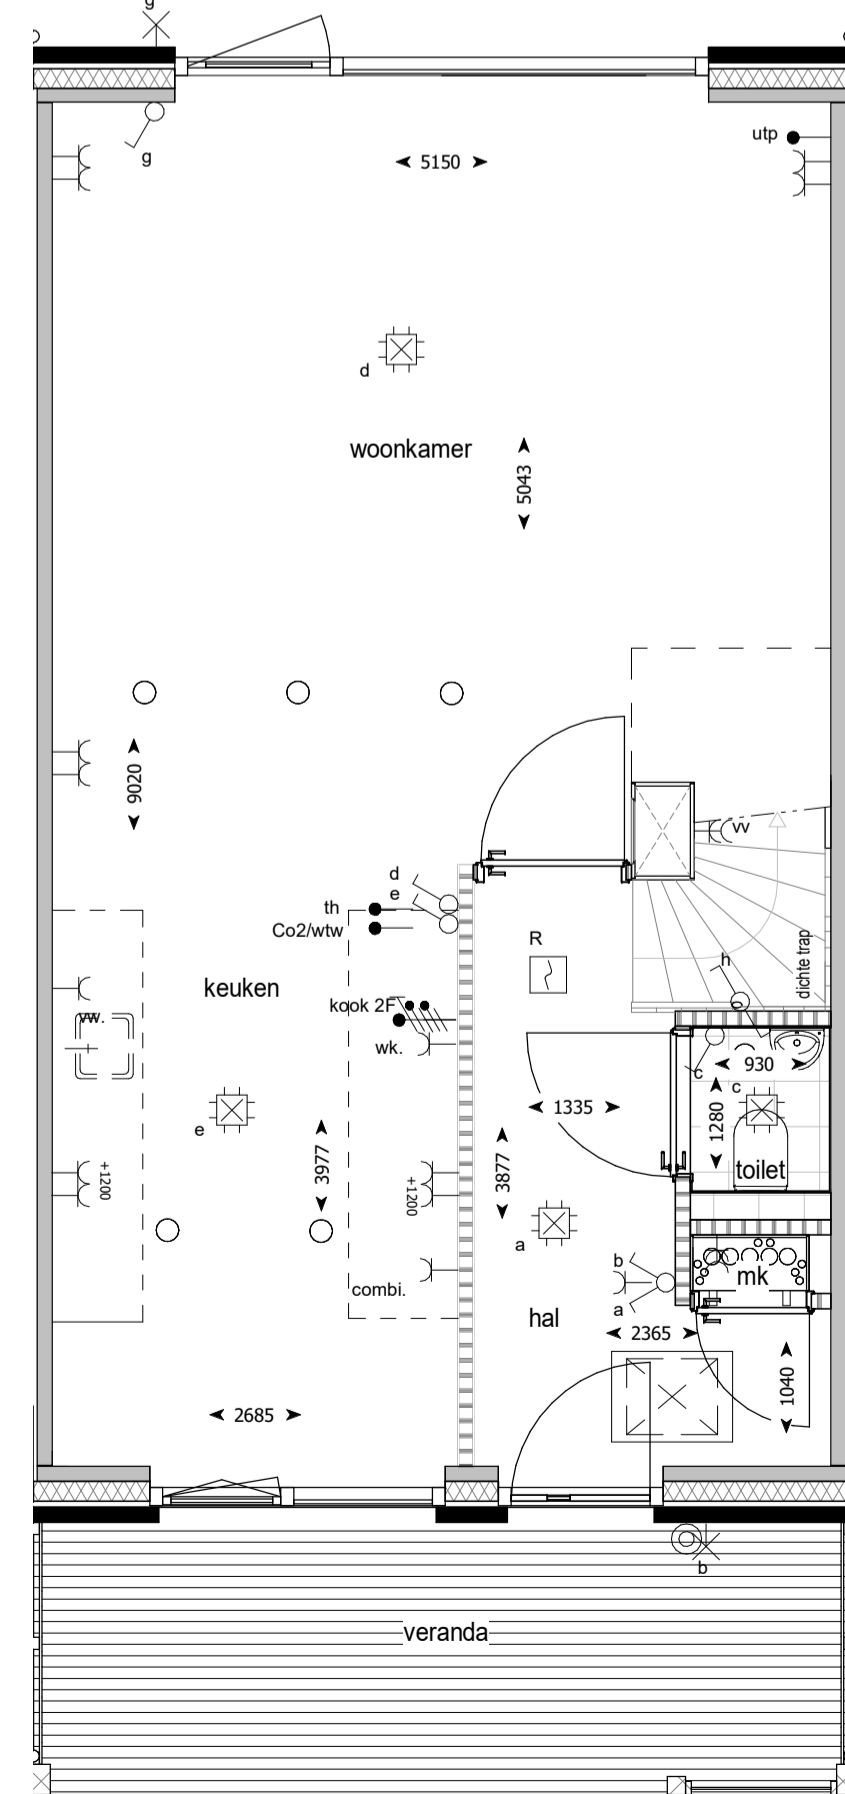 g
g
utp
5150
d
woonkamer
5043
9020
d
e
th
Co2/wtw
vv
R
h
dichte trap
keuken
kook 2F
vw.
wk.
c
930
c
1280
e
1335
3977
3877
toilet
+1200
+1200
a
b
mk
combi.
a
hal
2365
1040
2685
b
veranda